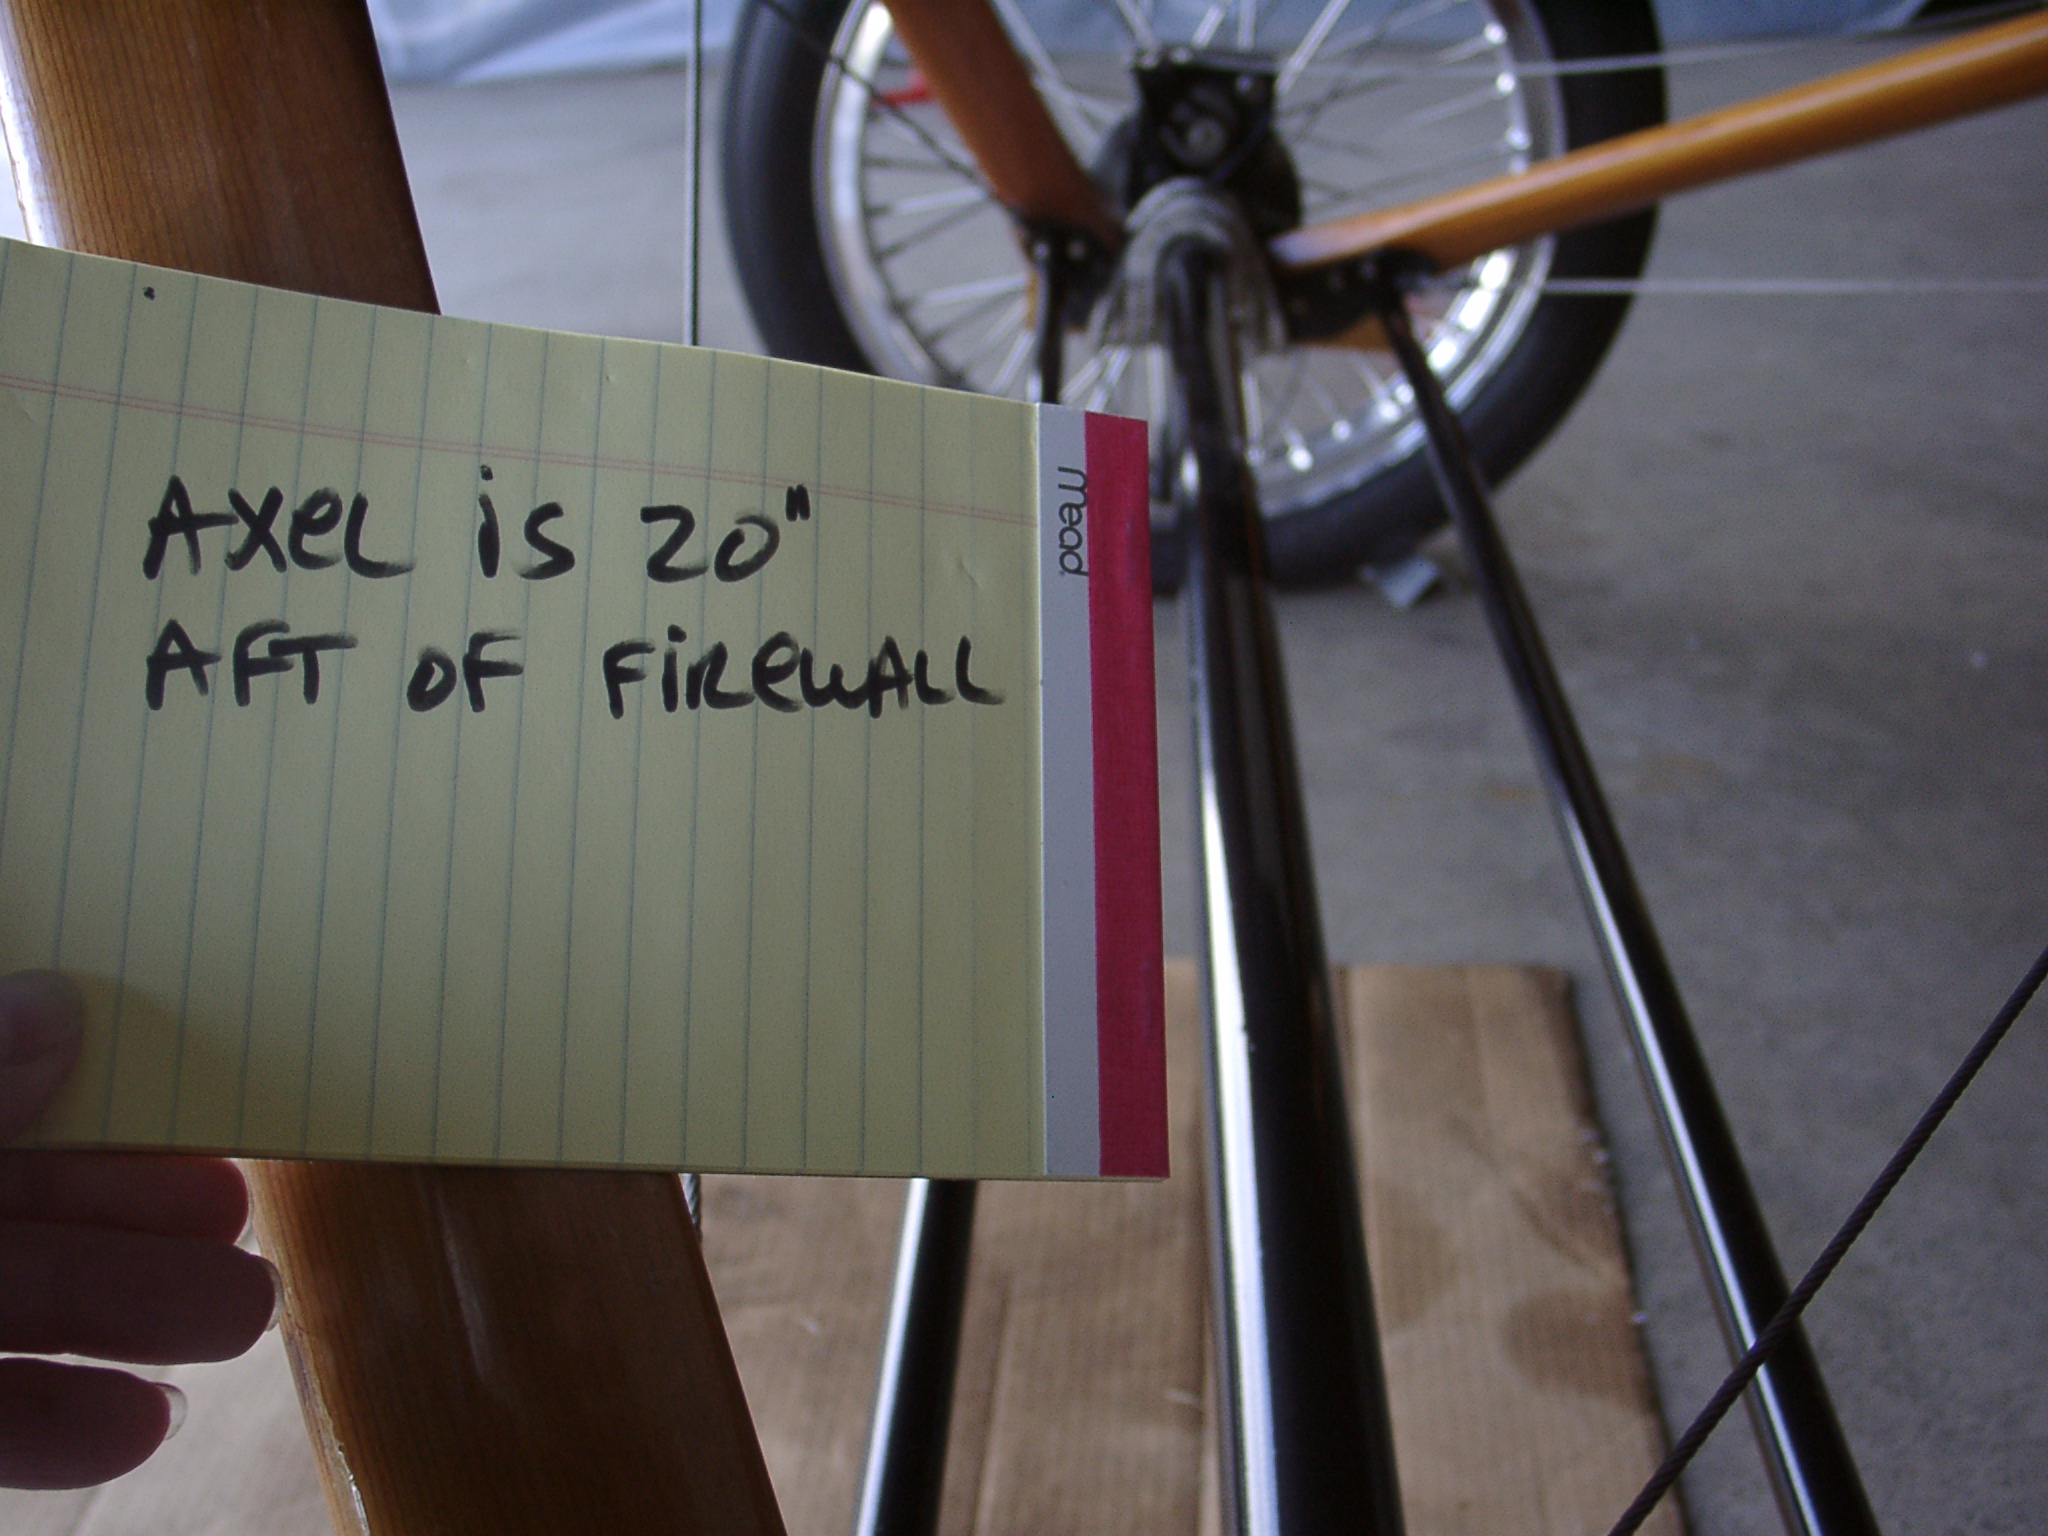 AXeL is 20"
AFT OF FiReWALL
mead